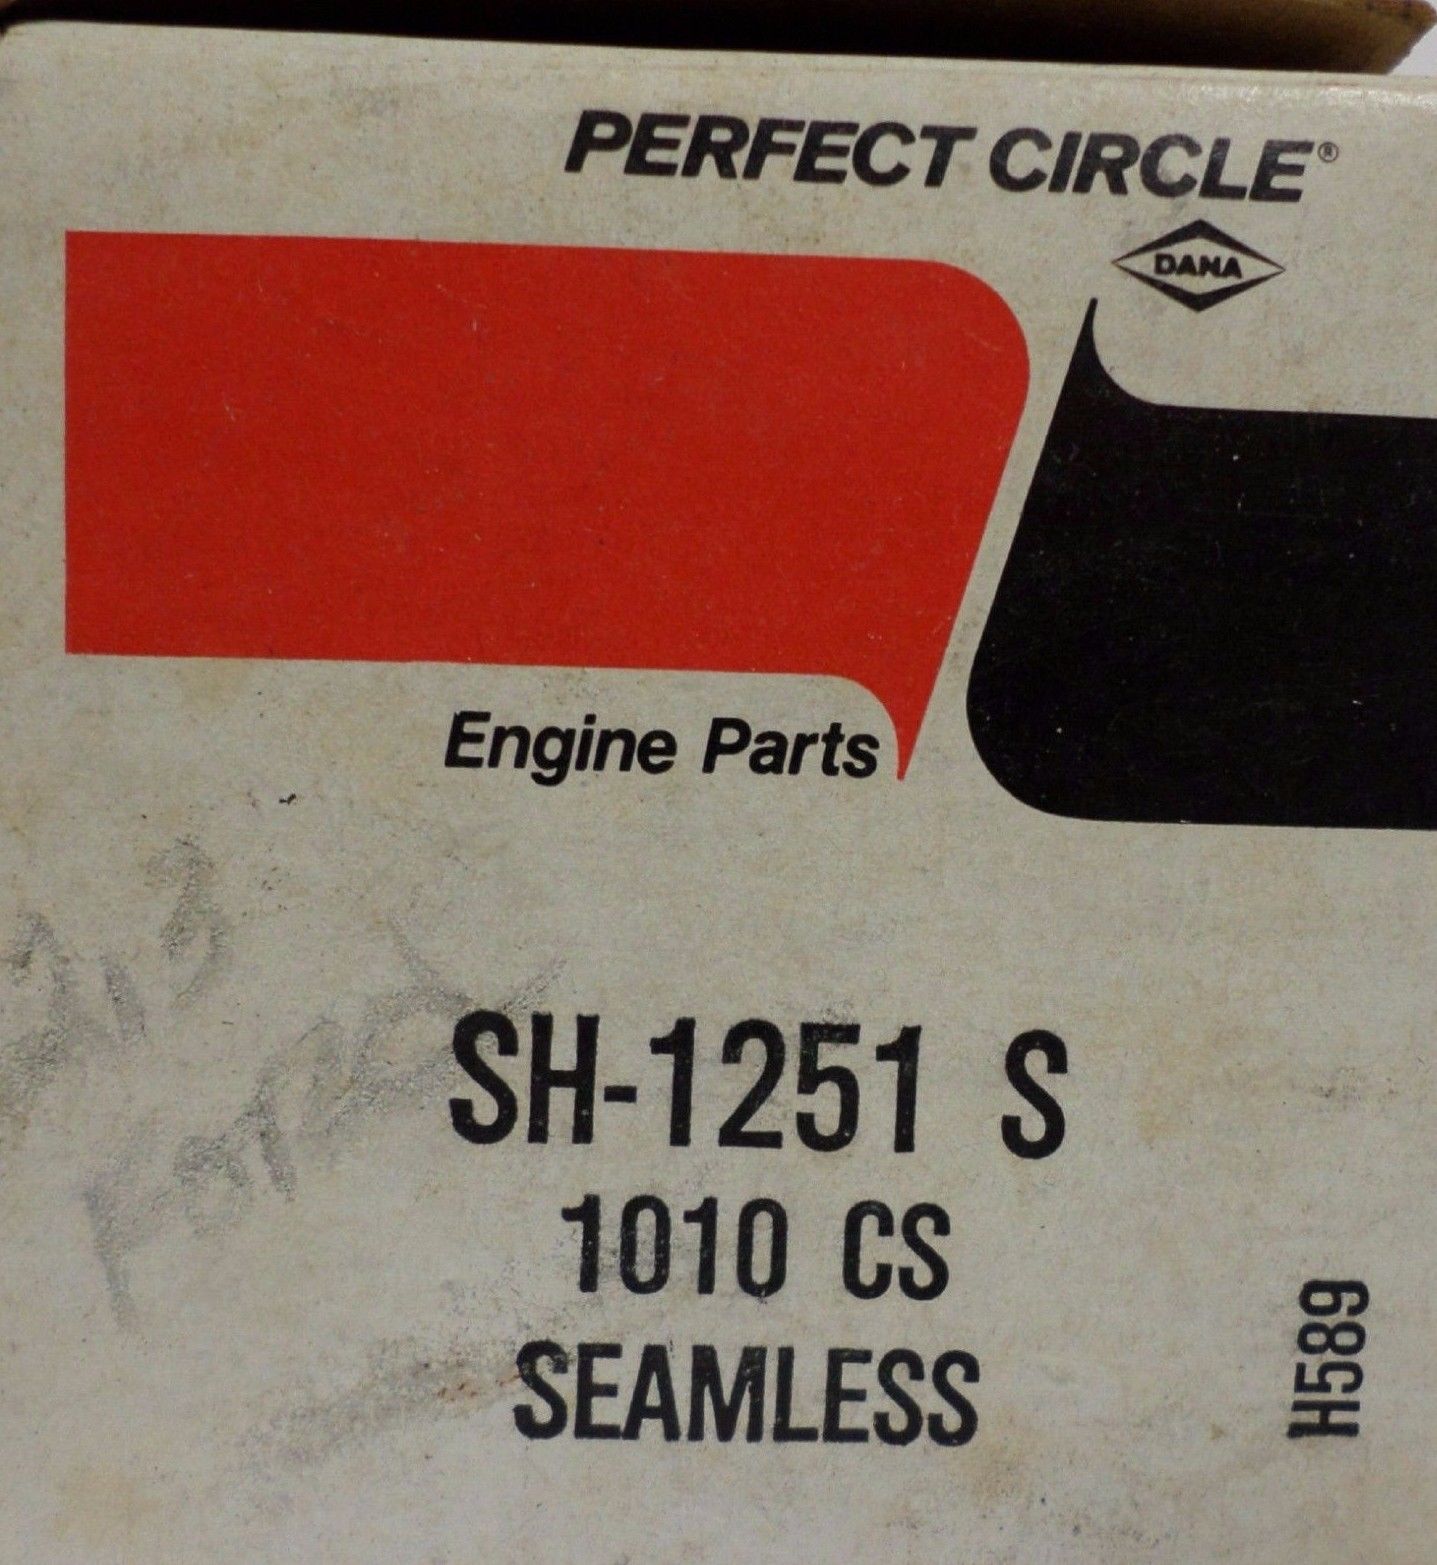 PERFECT CIRCLE®
DANA
Engine Parts
SH-1251 S
1010 CS
SEAMLESS
H589